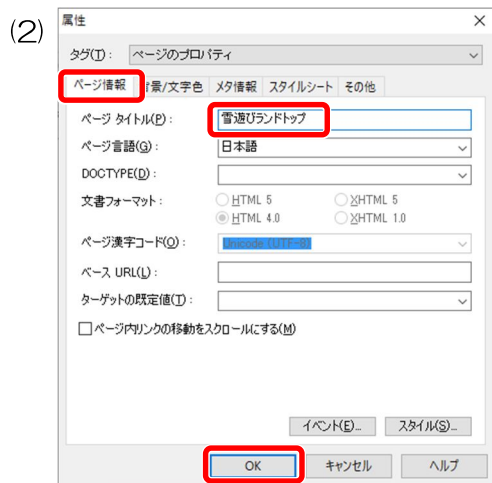 (2)
属性
タグ(T): ページのプロパティ
ページ情報 背景/文字色 メタ情報 スタイルシート その他
ページ タイトル(P): 雪遊びランドトップ
ページ言語(G): 日本語
DOCTYPE(D):
文書フォーマット: HTML 5 XHTML 5
HTML 4.0 XHTML 1.0
ページ漢字コード(O): Unicode (UTF-8)
ベース URL(L):
ターゲットの既定値(T):
ページ内リンクの移動をスクロールにする(M)
イベント(E)... スタイル(S)...
OK キャンセル ヘルプ